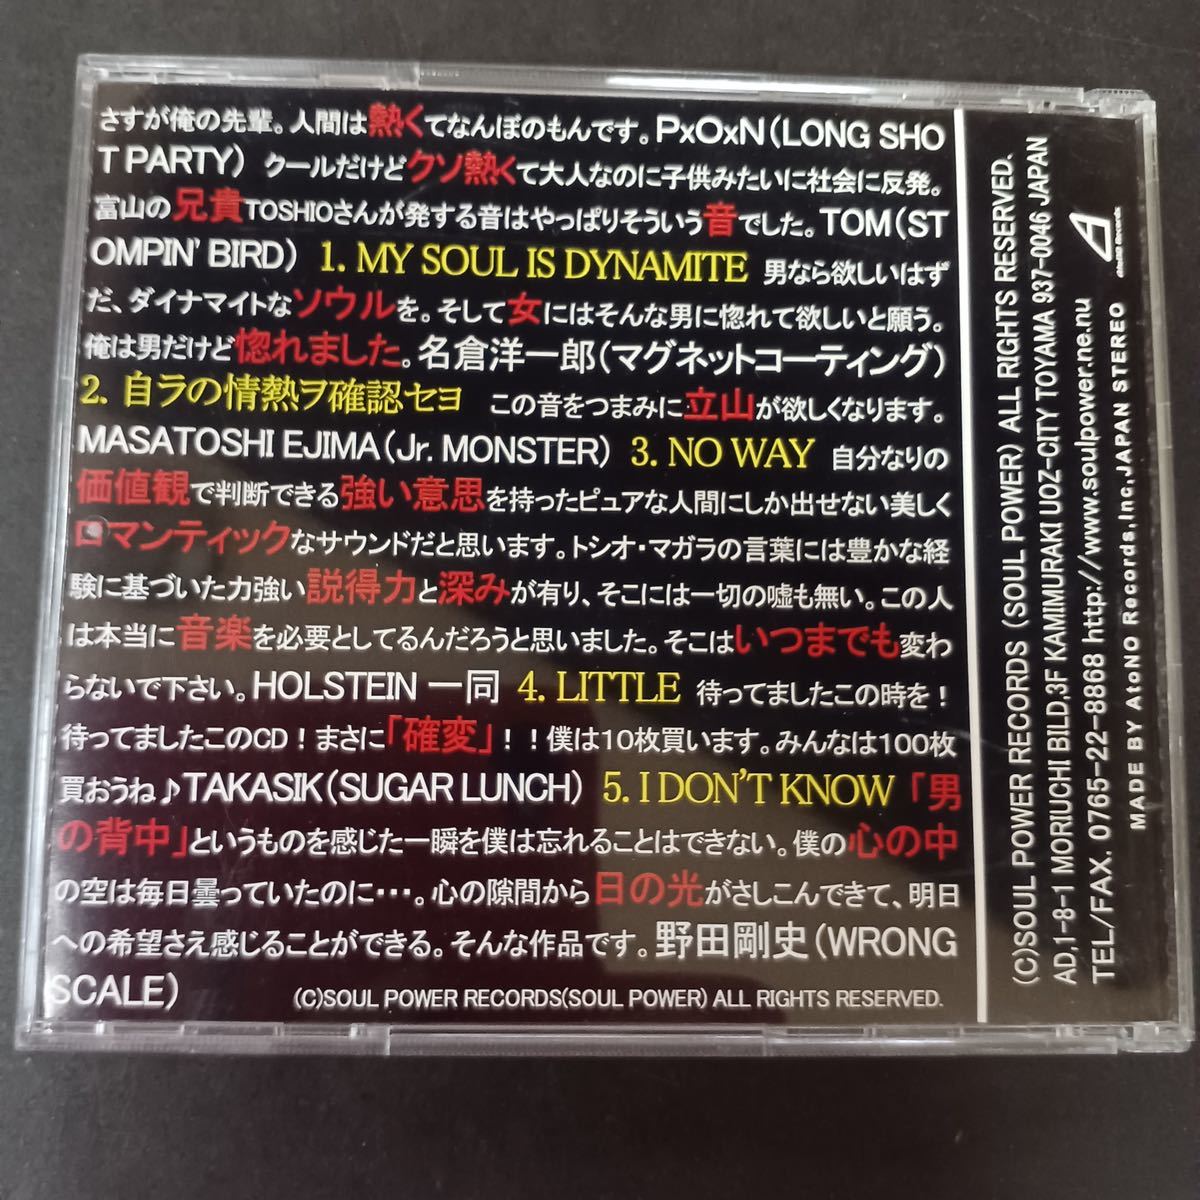 さすが俺の先輩。人間は熱くてなんぼのもんです。PxOxN(LONG SHO
T PARTY) クールだけどクソ熱くて大人なのに子供みたいに社会に反発。
富山の兄貴TOSHIOさんが発する音はやっぱりそういう音でした。TOM(ST
OMPIN' BIRD) 1. MY SOUL IS DYNAMITE 男なら欲しいはず
だ、ダイナマイトなソウルを。そして女にはそんな男に惚れて欲しいと願う。
俺は男だけど惚れました。名倉洋一郎(マグネットコーティング)
2. 自ラの情熱ヲ確認セヨ この音をつまみに立山が欲しくなります。
MASATOSHI EJIMA(Jr. MONSTER) 3. NO WAY 自分なりの
価値観で判断できる強い意思を持ったピュアな人間にしか出せない美しく
ロマンティックなサウンドだと思います。トシオ・マガラの言葉には豊かな経
験に基づいた力強い説得力と深みが有り、そこには一切の嘘も無い。この人
は本当に音楽を必要としてるんだろうと思いました。そこはいつまでも変わ
らないで下さい。HOLSTEIN 一同 4. LITTLE 待ってましたこの時を!
待ってましたこのCD!まさに「確変」!!僕は10枚買います。みんなは100枚
買おうね♪TAKASIK(SUGAR LUNCH) 5. I DON'T KNOW 「男
の背中」というものを感じた一瞬を僕は忘れることはできない。僕の心の中
の空は毎日曇っていたのに・・・。心の隙間から日の光がさしこんできて、明日
への希望さえ感じることができる。そんな作品です。野田剛史(WRONG
SCALE)
(C)SOUL POWER RECORDS(SOUL POWER) ALL RIGHTS RESERVED.
(C)SOUL POWER RECORDS (SOUL POWER) ALL RIGHTS RESERVED.
AD,1-8-1 MORIUCHI BILD,3F KAMIMURAKI UOZ-CITY TOYAMA 937-0046 JAPAN
TEL/FAX. 0765-22-8868 http://www.soulpower.ne.nu
MADE BY AtoNO Records,Inc,JAPAN STEREO